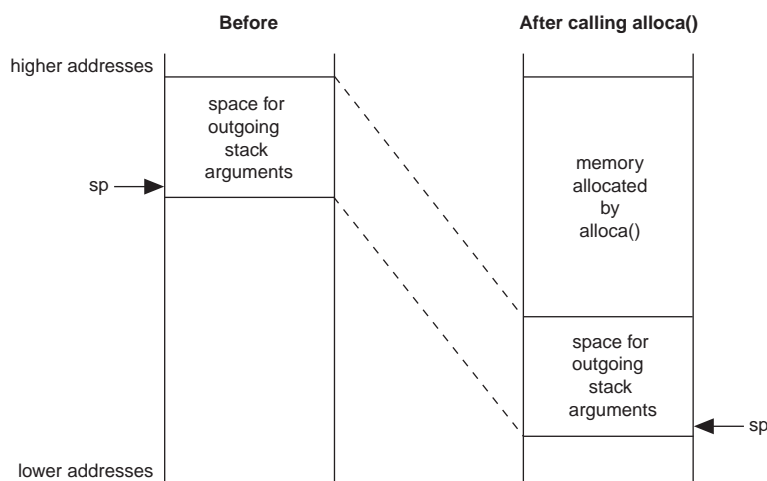 Before
After calling alloca()
higher addresses
space for
outgoing
stack
arguments
sp
memory
allocated
by
alloca()
space for
outgoing
stack
arguments
sp
lower addresses